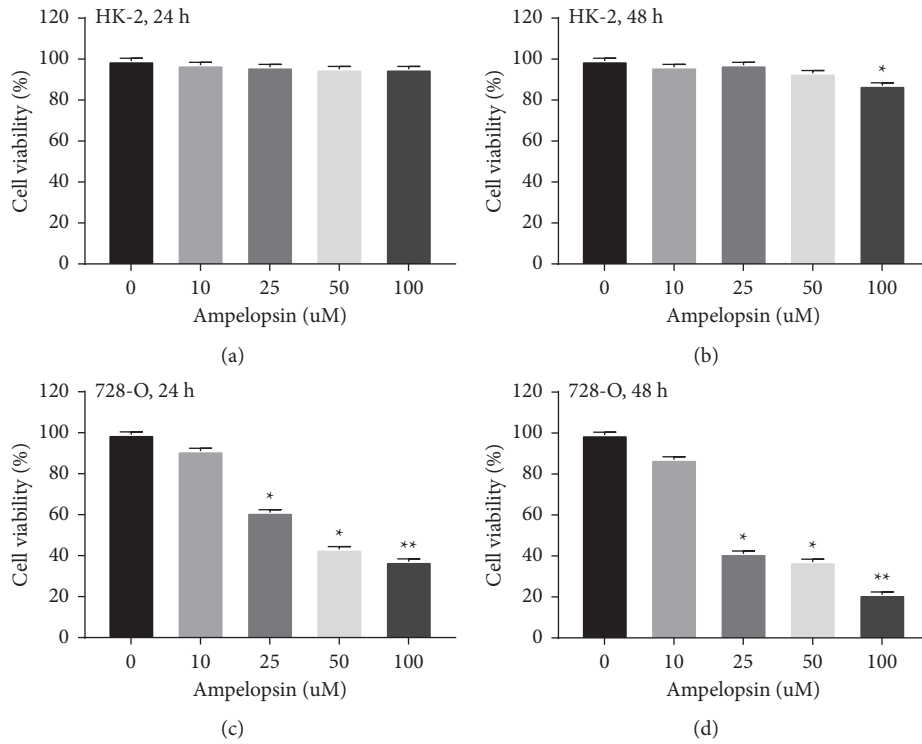 HK-2, 24 h
Cell viability (%)
120
100
80
60
40
20
0
0 10 25 50 100
Ampelopsin (uM)
(a)
HK-2, 48 h
Cell viability (%)
120
100
80
60
40
20
0
*
0 10 25 50 100
Ampelopsin (uM)
(b)
728-O, 24 h
Cell viability (%)
120
100
80
60
40
20
0
* * **
0 10 25 50 100
Ampelopsin (uM)
(c)
728-O, 48 h
Cell viability (%)
120
100
80
60
40
20
0
* * **
0 10 25 50 100
Ampelopsin (uM)
(d)